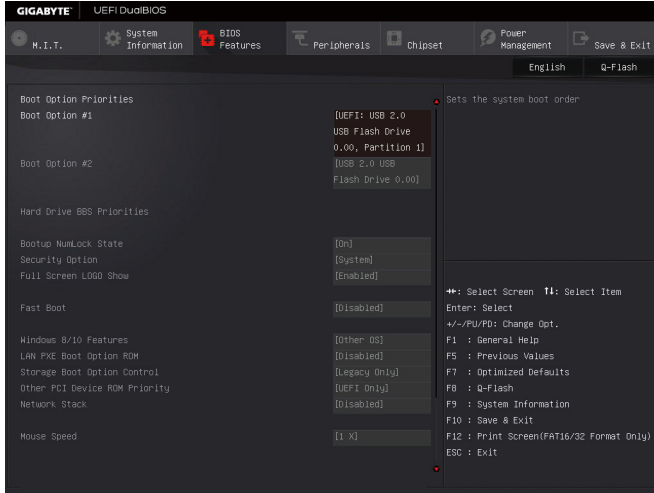 GIGABYTE™ UEFI DualBIOS
M.I.T.
System Information
BIOS Features
Peripherals
Chipset
Power Management
Save & Exit
English Q-Flash
Boot Option Priorities
Boot Option #1 [UEFI: USB 2.0
USB Flash Drive
0.00, Partition 1]
Boot Option #2 [USB 2.0 USB
Flash Drive 0.00]
Hard Drive BBS Priorities
Bootup NumLock State [On]
Security Option [System]
Full Screen LOGO Show [Enabled]
Fast Boot [Disabled]
Windows 8/10 Features [Other OS]
LAN PXE Boot Option ROM [Disabled]
Storage Boot Option Control [Legacy Only]
Other PCI Device ROM Priority [UEFI Only]
Network Stack [Disabled]
Mouse Speed [1 X]
Sets the system boot order
→←: Select Screen ↑↓: Select Item
Enter: Select
+/-/PU/PD: Change Opt.
F1 : General Help
F5 : Previous Values
F7 : Optimized Defaults
F8 : Q-Flash
F9 : System Information
F10 : Save & Exit
F12 : Print Screen(FAT16/32 Format Only)
ESC : Exit